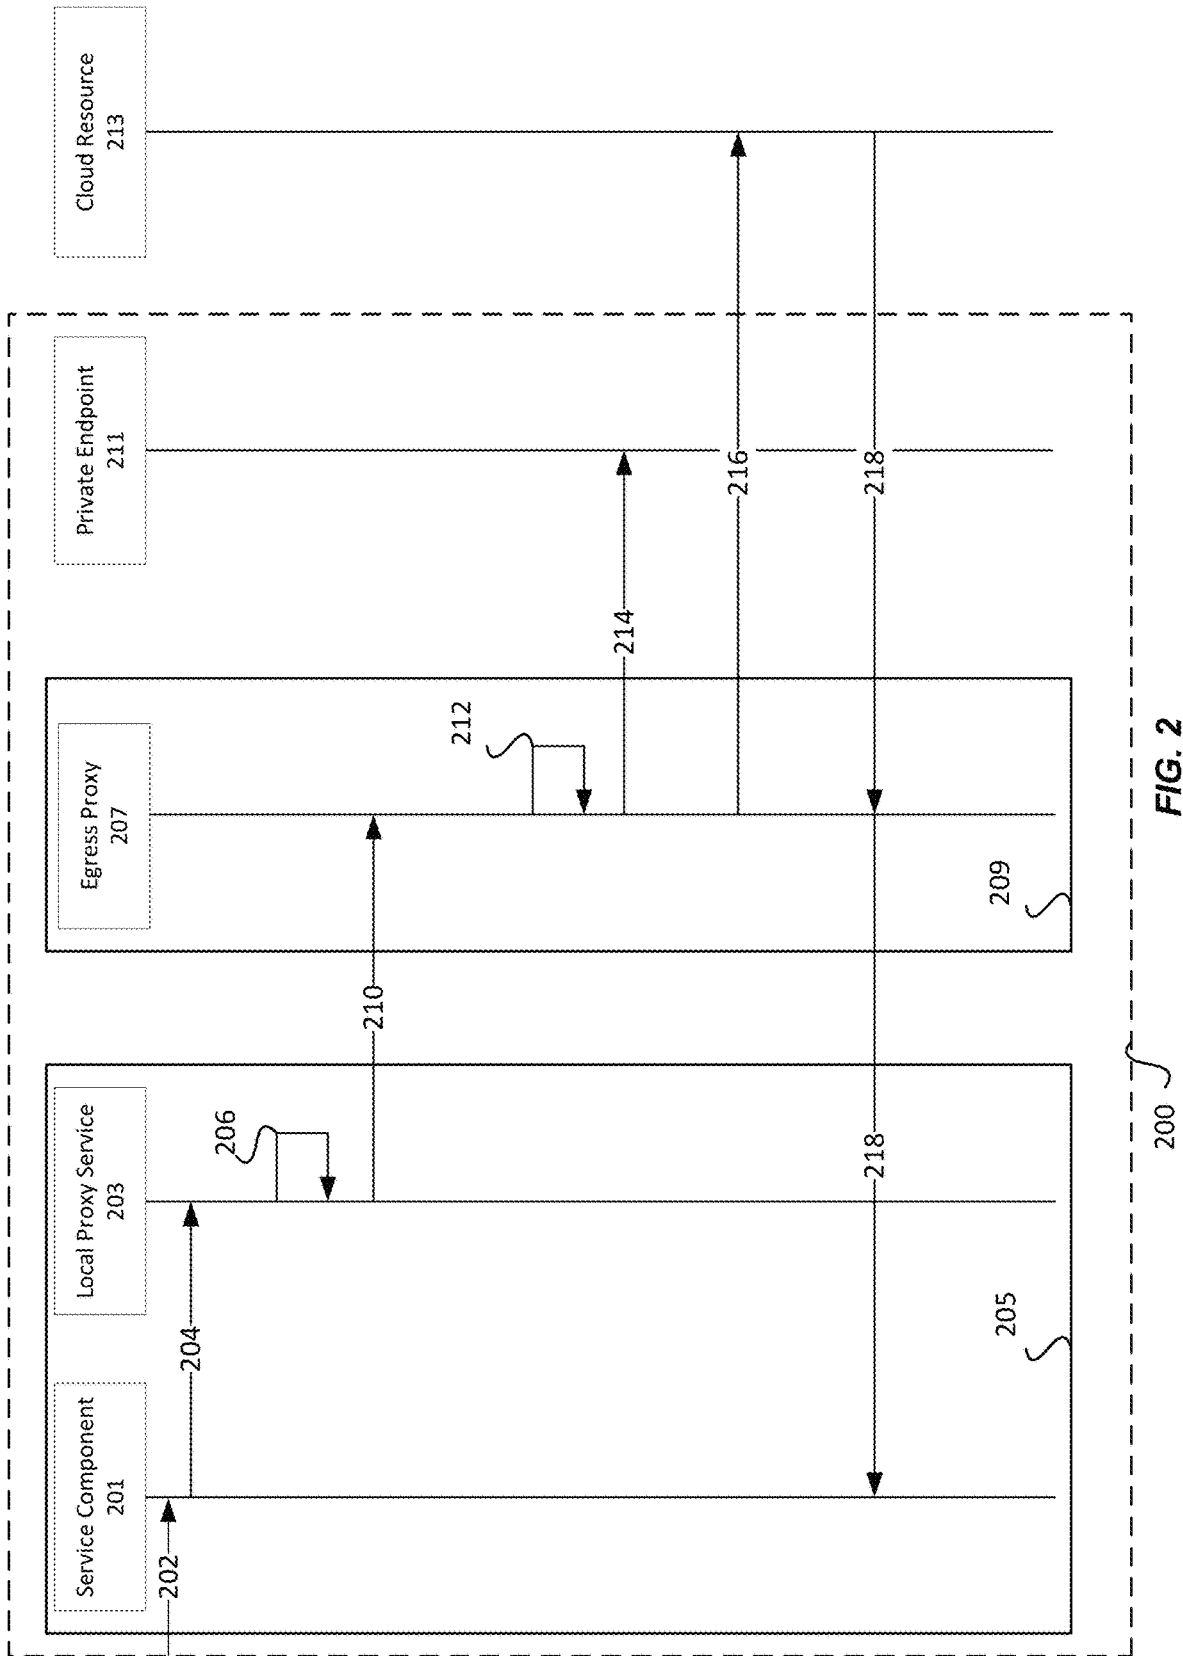 Service Component
201
Local Proxy Service
203
Egress Proxy
207
Private Endpoint
211
Cloud Resource
213
202
204
206
210
212
214
216
218
218
205
209
200
FIG. 2